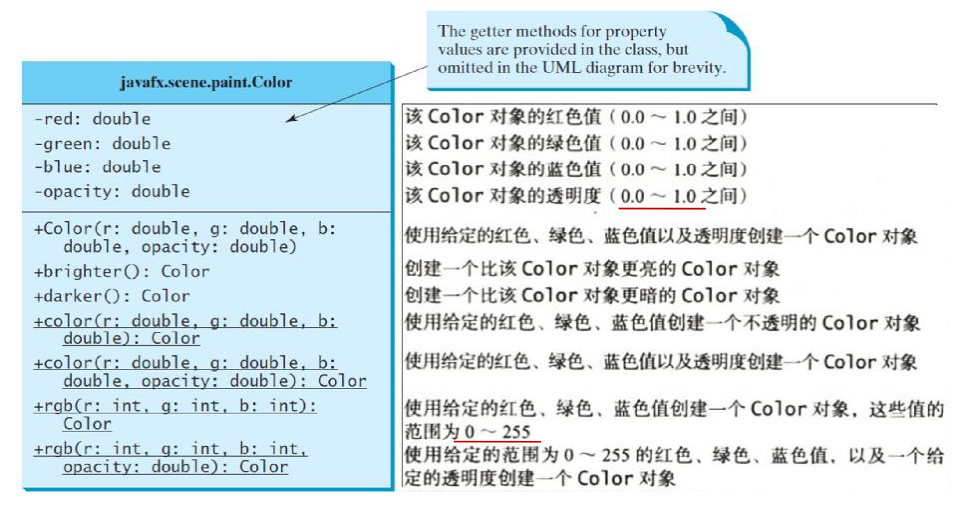 The getter methods for property
values are provided in the class, but
omitted in the UML diagram for brevity.
javafx.scene.paint.Color
-red: double
-green: double
-blue: double
-opacity: double
该 Color 对象的红色值（0.0 ～ 1.0 之间）
该 Color 对象的绿色值（0.0 ～ 1.0 之间）
该 Color 对象的蓝色值（0.0 ～ 1.0 之间）
该 Color 对象的透明度（0.0 ～ 1.0 之间）
+Color(r: double, g: double, b:
double, opacity: double)
+brighter(): Color
+darker(): Color
+color(r: double, g: double, b:
double): Color
+color(r: double, g: double, b:
double, opacity: double): Color
+rgb(r: int, g: int, b: int):
Color
+rgb(r: int, g: int, b: int,
opacity: double): Color
使用给定的红色、绿色、蓝色值以及透明度创建一个 Color 对象
创建一个比该 Color 对象更亮的 Color 对象
创建一个比该 Color 对象更暗的 Color 对象
使用给定的红色、绿色、蓝色值创建一个不透明的 Color 对象
使用给定的红色、绿色、蓝色值以及透明度创建一个 Color 对象
使用给定的红色、绿色、蓝色值创建一个 Color 对象，这些值的
范围为 0 ～ 255
使用给定的范围为 0 ～ 255 的红色、绿色、蓝色值，以及一个给
定的透明度创建一个 Color 对象